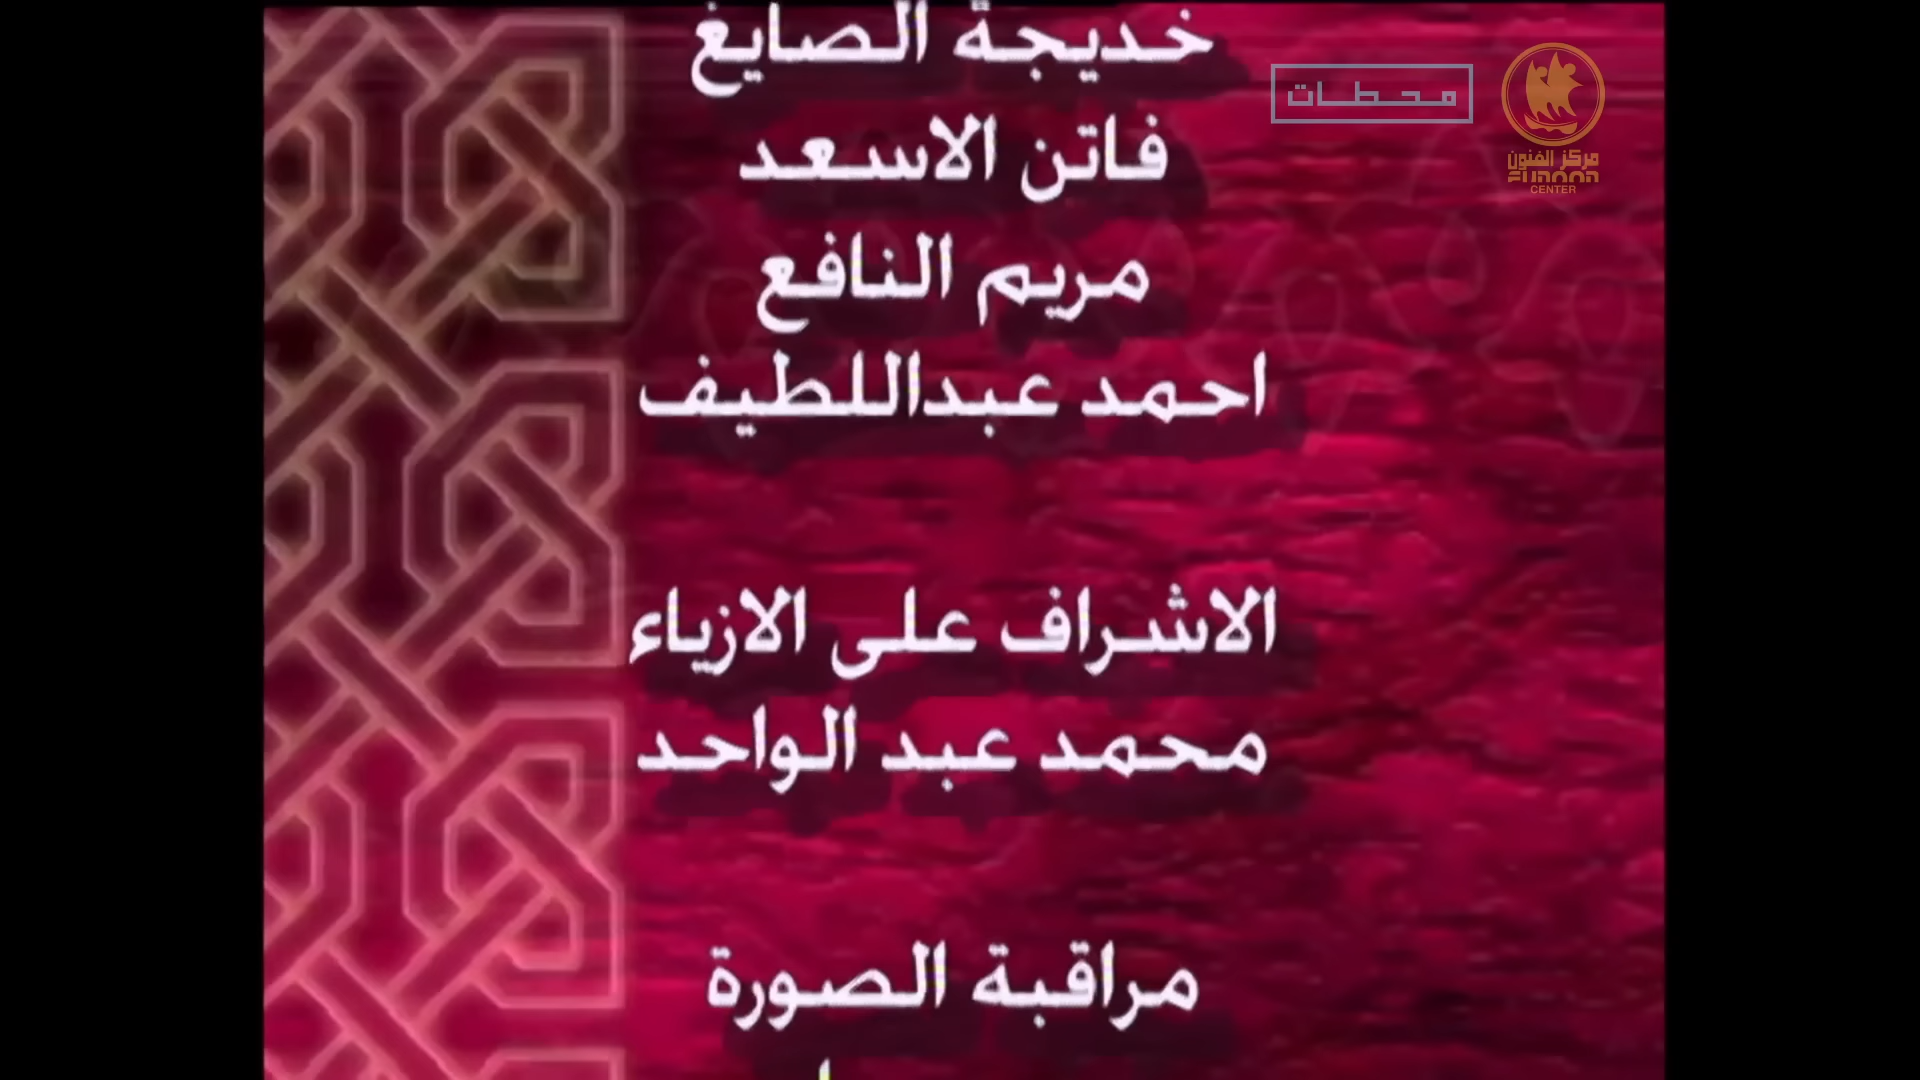 خديجة الصايغ
فاتن الاسعد
مريم النافع
احمد عبداللطيف
الاشراف على الازياء
محمد عبد الواحد
مراقبة الصورة
محطات
مركز الفنون
FUNOON
CENTER